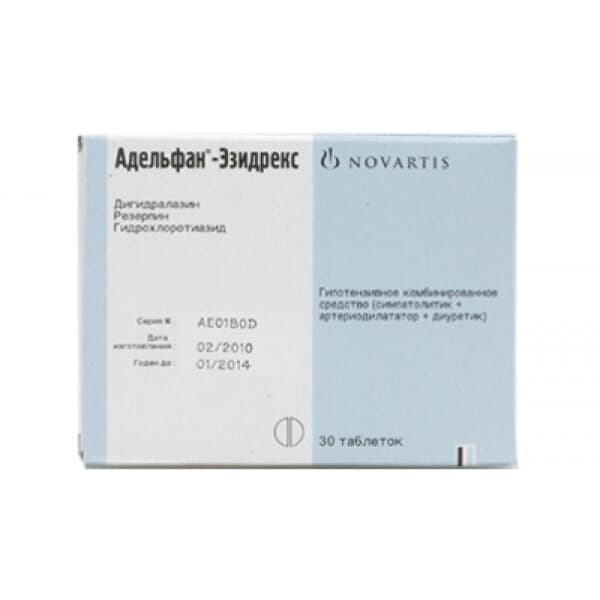 Адельфан®-Эзидрекс
NOVARTIS
Дигидралазин
Резерпин
Гидрохлоротиазид
Гипотензивное комбинированное
средство (симпатолитик +
артериодилататор + диуретик)
Серия №: AE01B0D
Дата
изготовления: 02/2010
Годен до: 01/2014
30 таблеток